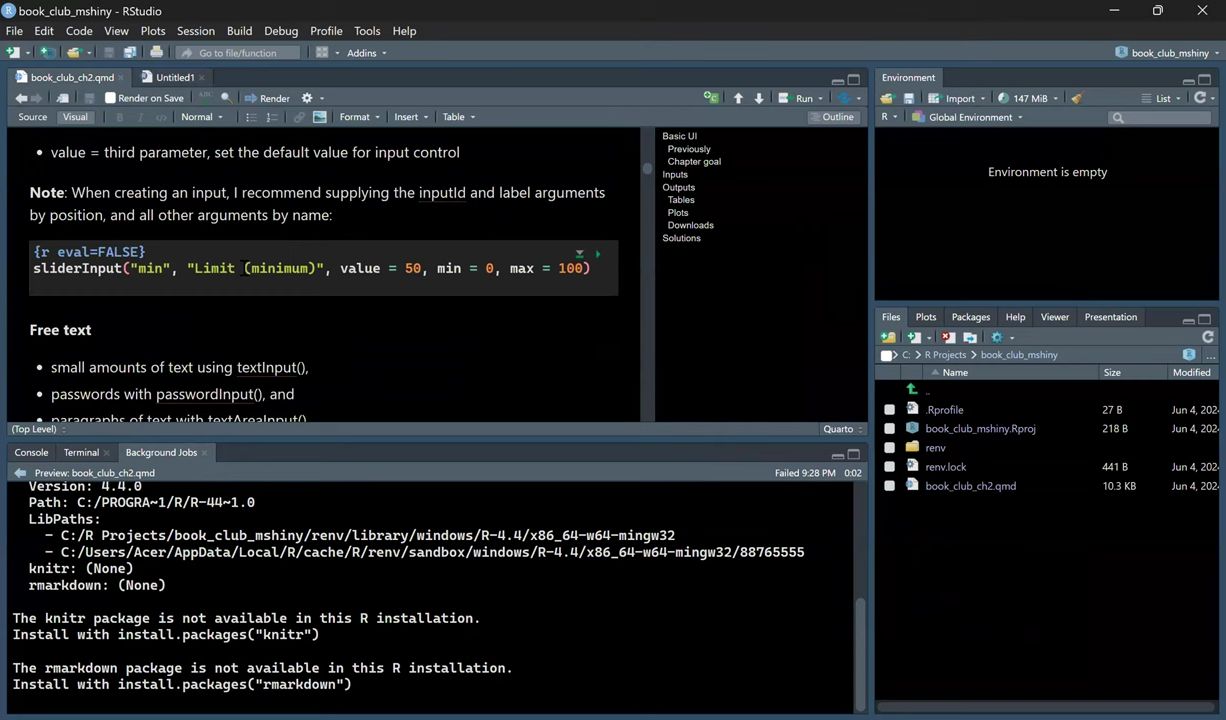 book_club_mshiny - RStudio
File Edit Code View Plots Session Build Debug Profile Tools Help
Go to file/function Addins book_club_mshiny
book_club_ch2.qmd Untitled1
Render on Save Render Run
Source Visual B I Normal Format Insert Table Outline
• value = third parameter, set the default value for input control
Note: When creating an input, I recommend supplying the inputId and label arguments
by position, and all other arguments by name:
{r eval=FALSE}
sliderInput("min", "Limit (minimum)", value = 50, min = 0, max = 100)
Free text
• small amounts of text using textInput(),
• passwords with passwordInput(), and
• paragraphs of text with textAreaInput()
Basic UI
Previously
Chapter goal
Inputs
Outputs
Tables
Plots
Downloads
Solutions
(Top Level) Quarto
Console Terminal Background Jobs
Preview: book_club_ch2.qmd Failed 9:28 PM 0:02
Version: 4.4.0
Path: C:/PROGRA~1/R/R-44~1.0
LibPaths:
- C:/R Projects/book_club_mshiny/renv/library/windows/R-4.4/x86_64-w64-mingw32
- C:/Users/Acer/AppData/Local/R/cache/R/renv/sandbox/windows/R-4.4/x86_64-w64-mingw32/88765555
knitr: (None)
rmarkdown: (None)
The knitr package is not available in this R installation.
Install with install.packages("knitr")
The rmarkdown package is not available in this R installation.
Install with install.packages("rmarkdown")
Environment
Import 147 MiB List
R Global Environment
Environment is empty
Files Plots Packages Help Viewer Presentation
C: R Projects book_club_mshiny ...
Name Size Modified
..
.Rprofile 27 B Jun 4, 202
book_club_mshiny.Rproj 218 B Jun 4, 202
renv
renv.lock 441 B Jun 4, 202
book_club_ch2.qmd 10.3 KB Jun 4, 202